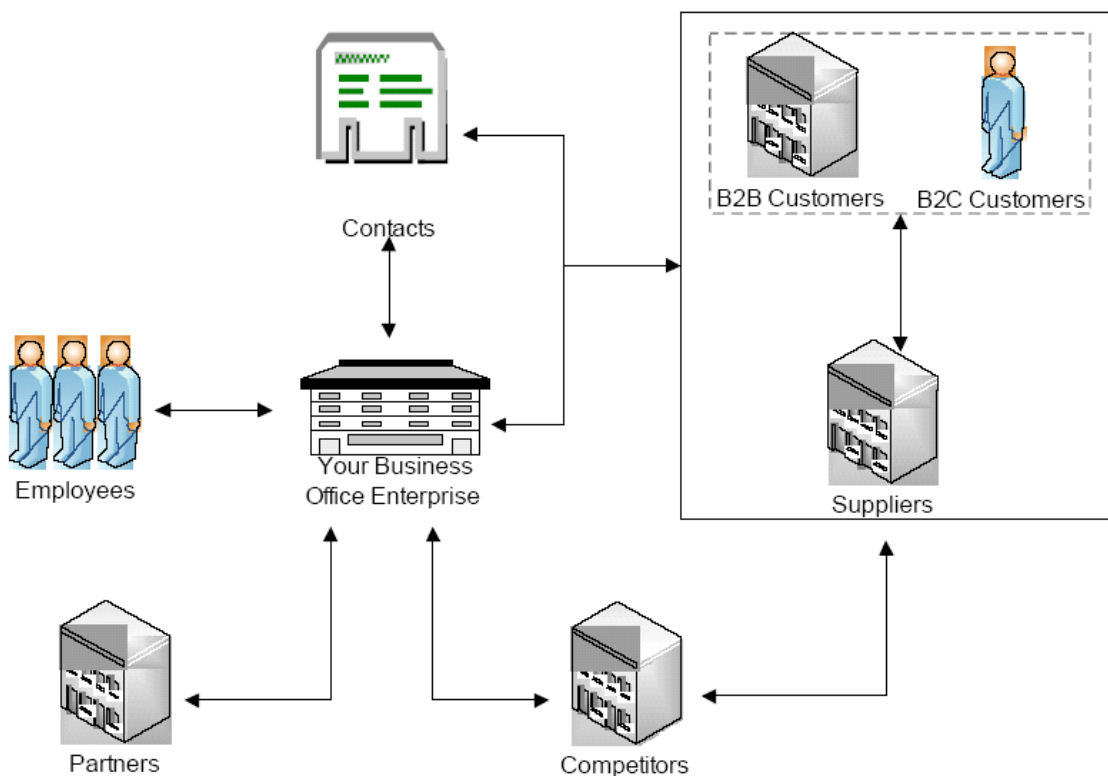 B2B Customers
B2C Customers
Contacts
Employees
Your Business
Office Enterprise
Suppliers
Partners
Competitors